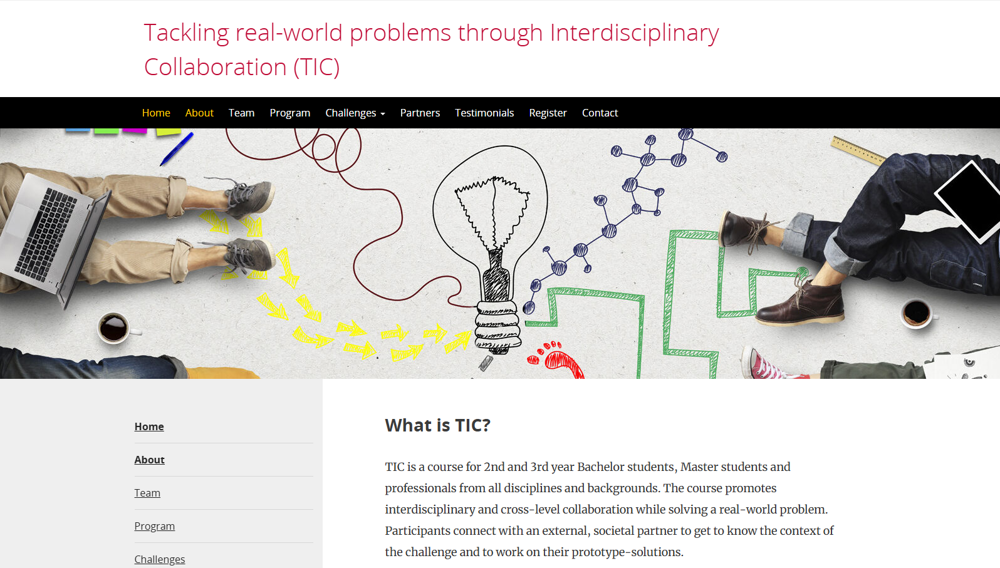 Tackling real-world problems through Interdisciplinary
Collaboration (TIC)
Home About Team Program Challenges Partners Testimonials Register Contact
Home
About
Team
Program
Challenges
What is TIC?
TIC is a course for 2nd and 3rd year Bachelor students, Master students and
professionals from all disciplines and backgrounds. The course promotes
interdisciplinary and cross-level collaboration while solving a real-world problem.
Participants connect with an external, societal partner to get to know the context of
the challenge and to work on their prototype-solutions.